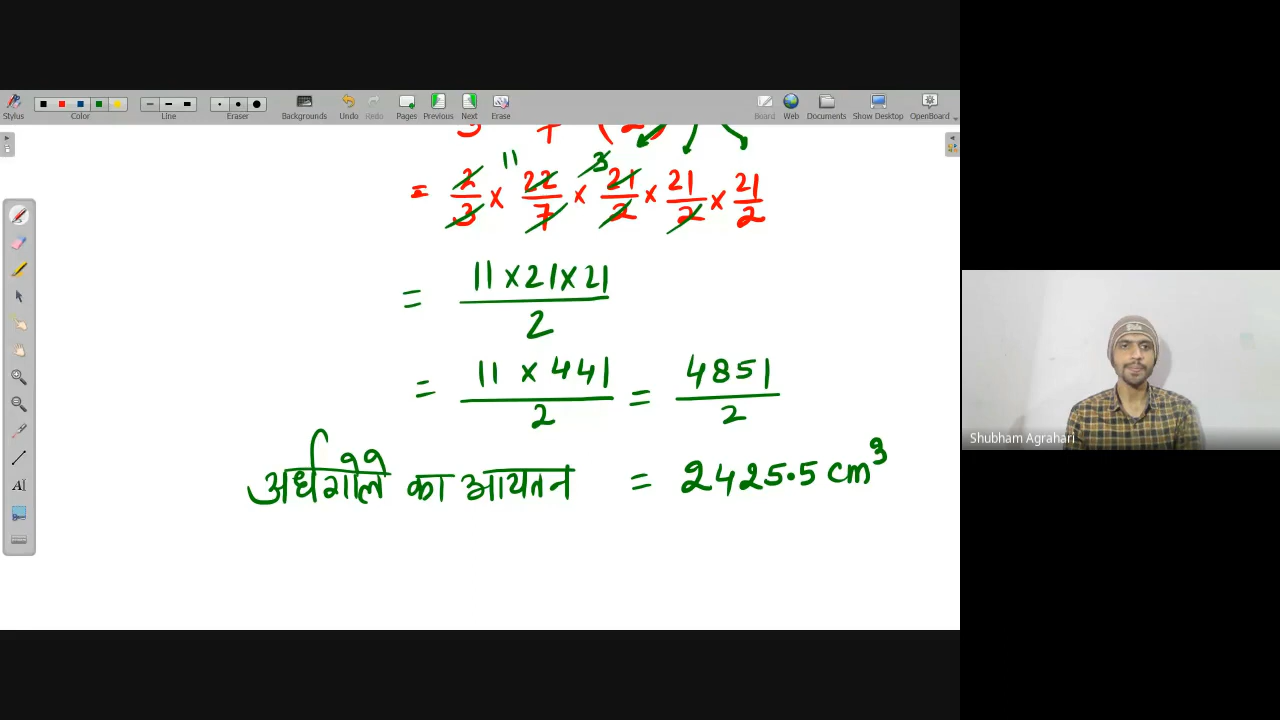 Stylus Color Line Eraser Backgrounds Undo Redo Pages Previous Next Erase Board Web Documents Show Desktop OpenBoard
= 2/3 x 22/7 x 21/2 x 21/2 x 21/2
11 3
= 11 x 21 x 21 / 2
= 11 x 441 / 2 = 4851 / 2
अर्धगोले का आयतन = 2425.5 cm³
Shubham Agrahari